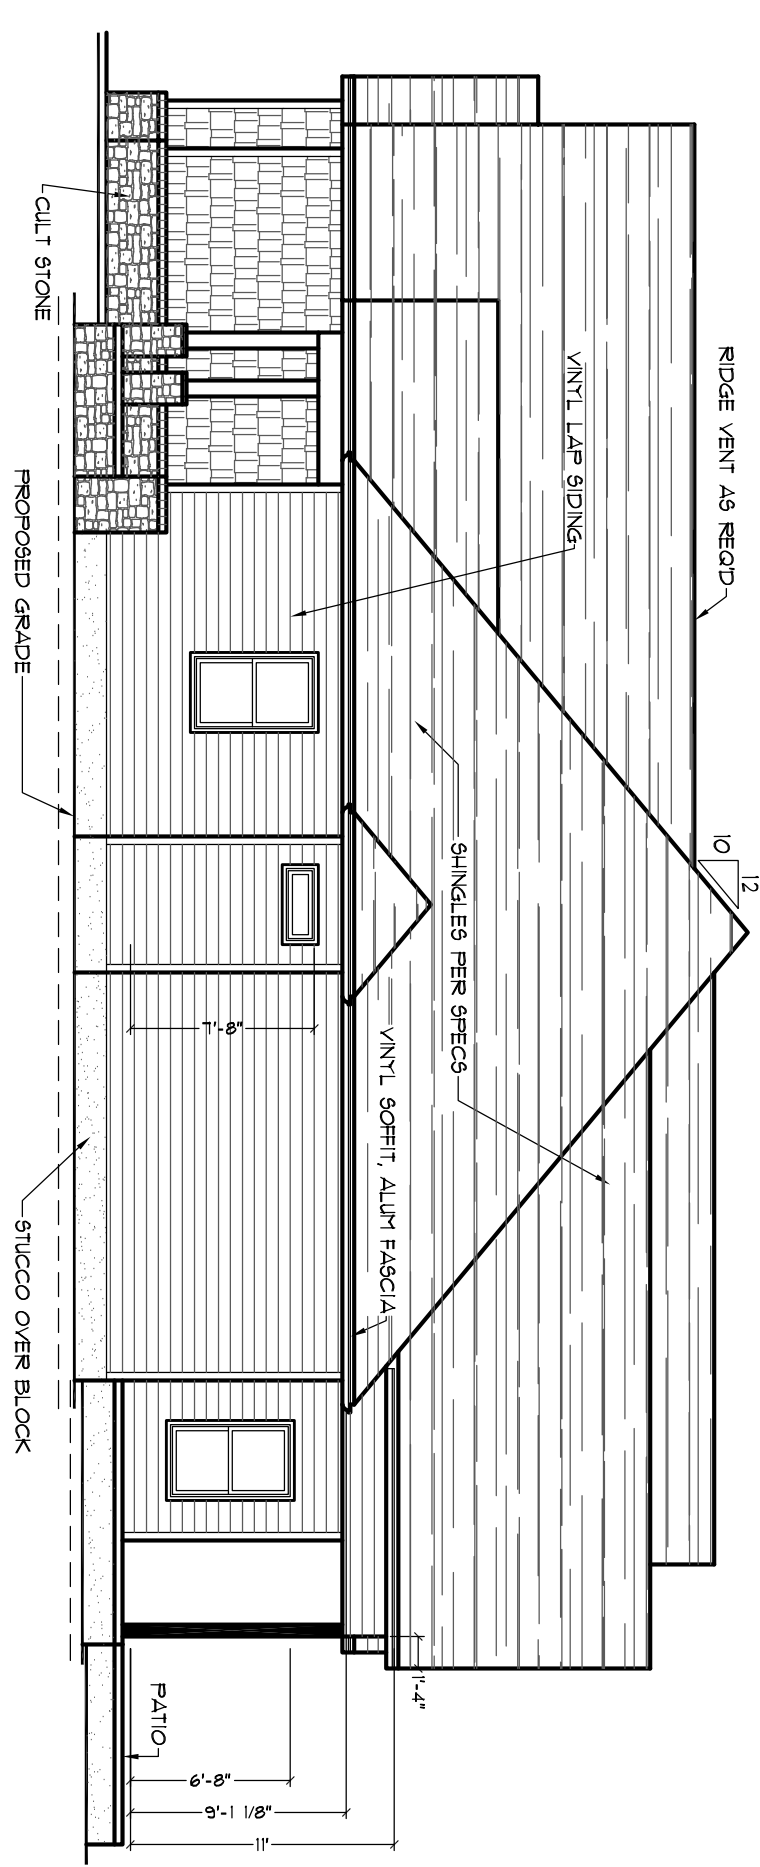 RIDGE VENT AS REQ'D
10
12
VINYL LAP SIDING
SHINGLES PER SPECS
VINYL SOFFIT, ALUM FASCIA
1'-4"
7'-8"
CULT STONE
PROPOSED GRADE
STUCCO OVER BLOCK
PATIO
6'-8"
9'-1 1/8"
11'